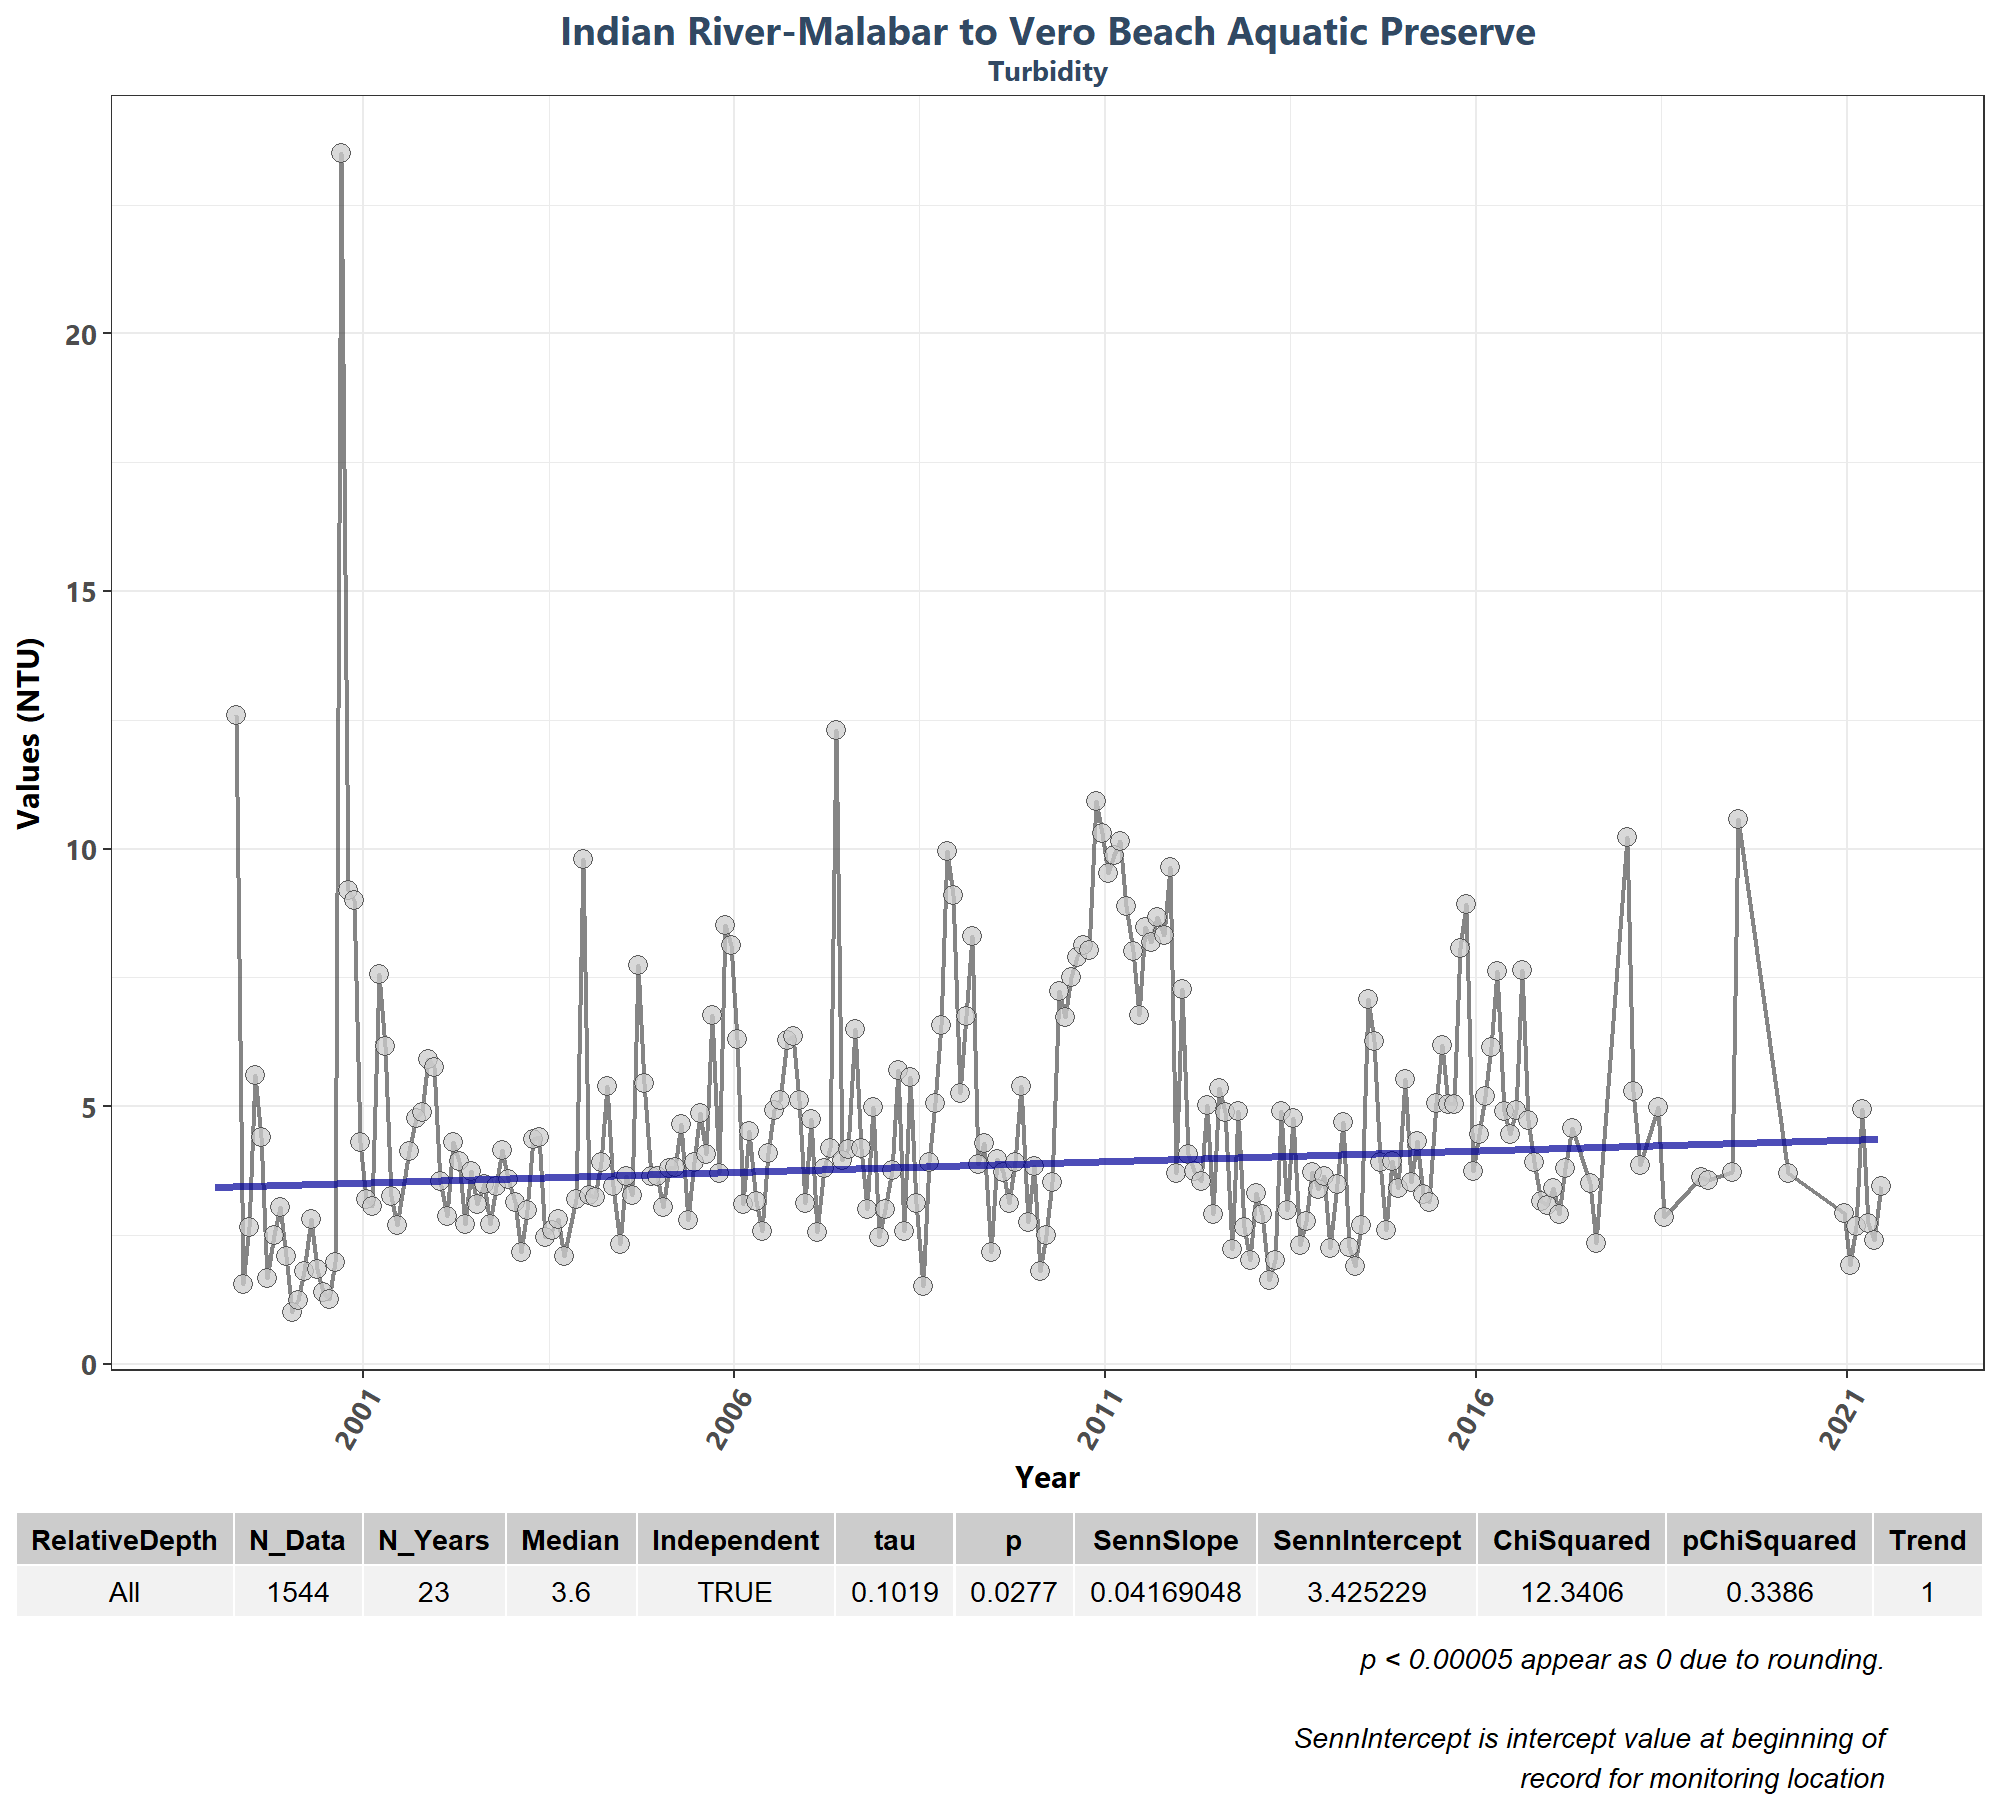 Indian River-Malabar to Vero Beach Aquatic Preserve
Turbidity
Values (NTU)
20
15
10
5
0
2001 2006 2011 2016 2021
Year
RelativeDepth N_Data N_Years Median Independent tau p SennSlope SennIntercept ChiSquared pChiSquared Trend
All 1544 23 3.6 TRUE 0.1019 0.0277 0.04169048 3.425229 12.3406 0.3386 1
p < 0.00005 appear as 0 due to rounding.
SennIntercept is intercept value at beginning of
record for monitoring location